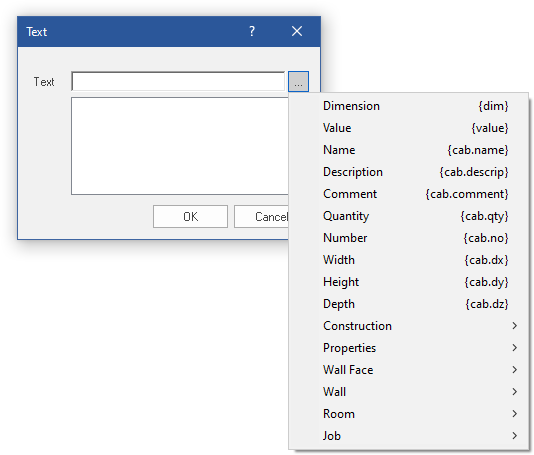 Text ? ×
Text ...
OK Cancel
Dimension {dim}
Value {value}
Name {cab.name}
Description {cab.descrip}
Comment {cab.comment}
Quantity {cab.qty}
Number {cab.no}
Width {cab.dx}
Height {cab.dy}
Depth {cab.dz}
Construction >
Properties >
Wall Face >
Wall >
Room >
Job >